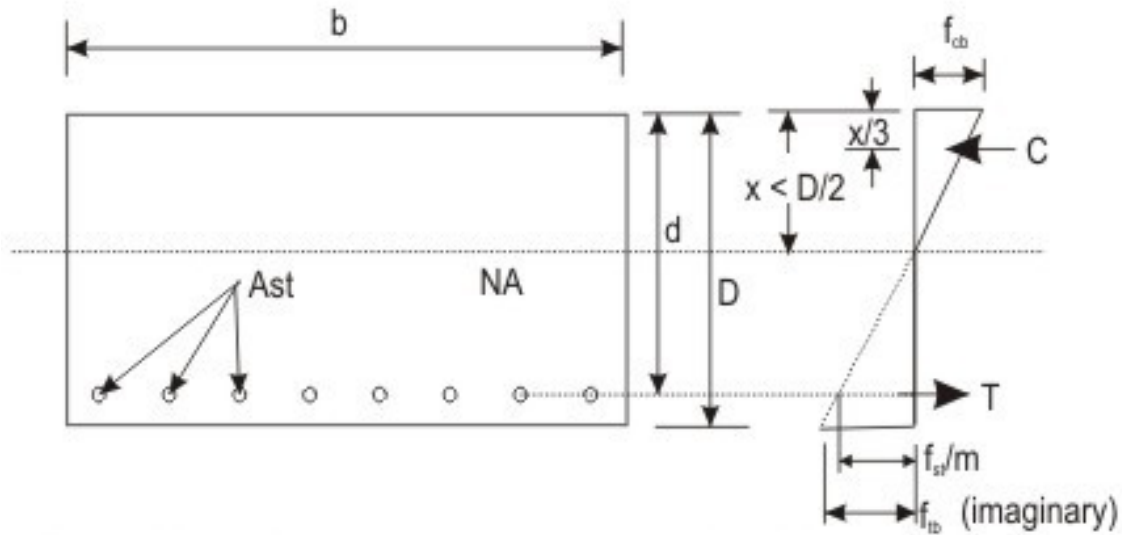 b
f_cb
x/3
C
x < D/2
d
Ast
NA
D
T
f_st/m
f_tb (imaginary)